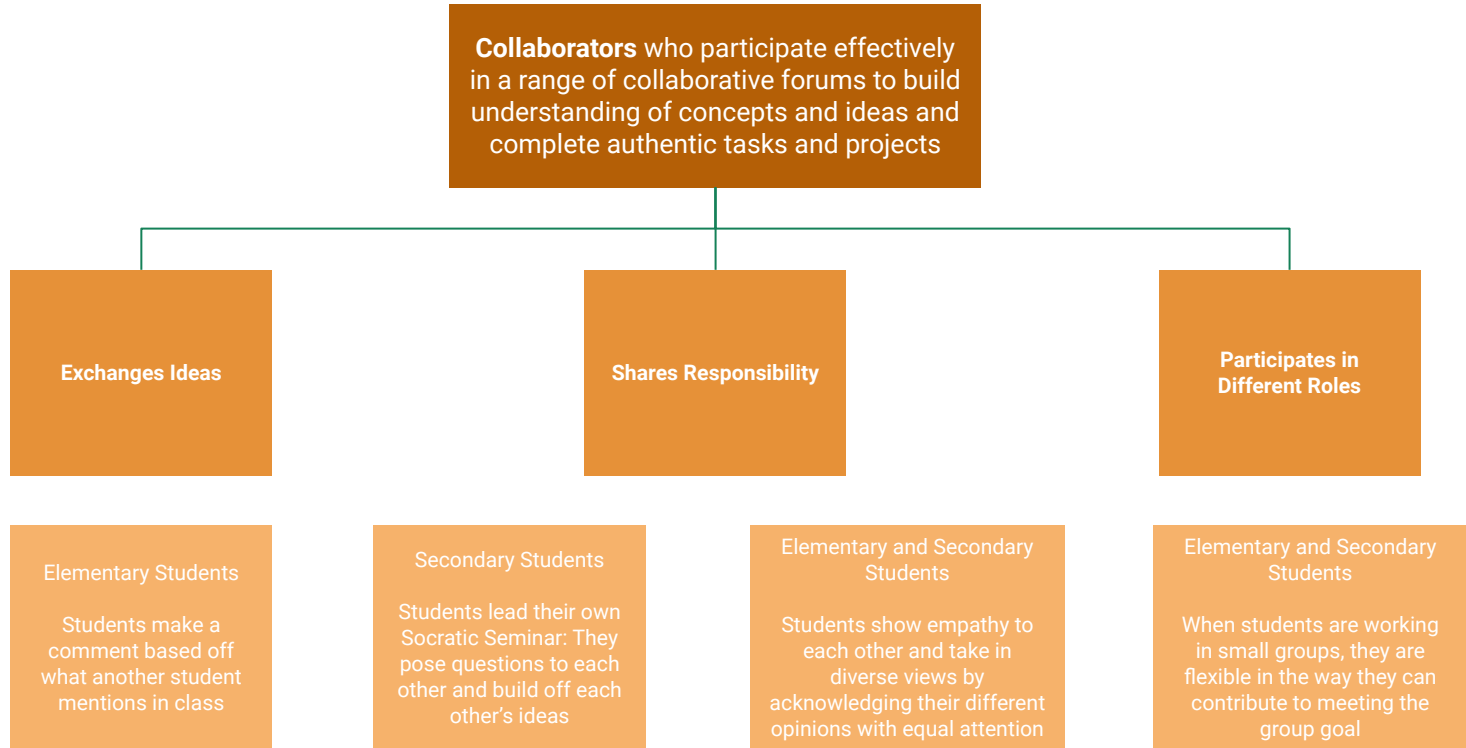 Collaborators who participate effectively
in a range of collaborative forums to build
understanding of concepts and ideas and
complete authentic tasks and projects
Exchanges Ideas
Shares Responsibility
Participates in
Different Roles
Elementary Students
Students make a
comment based off
what another student
mentions in class
Secondary Students
Students lead their own
Socratic Seminar: They
pose questions to each
other and build off each
other’s ideas
Elementary and Secondary
Students
Students show empathy to
each other and take in
diverse views by
acknowledging their different
opinions with equal attention
Elementary and Secondary
Students
When students are working
in small groups, they are
flexible in the way they can
contribute to meeting the
group goal